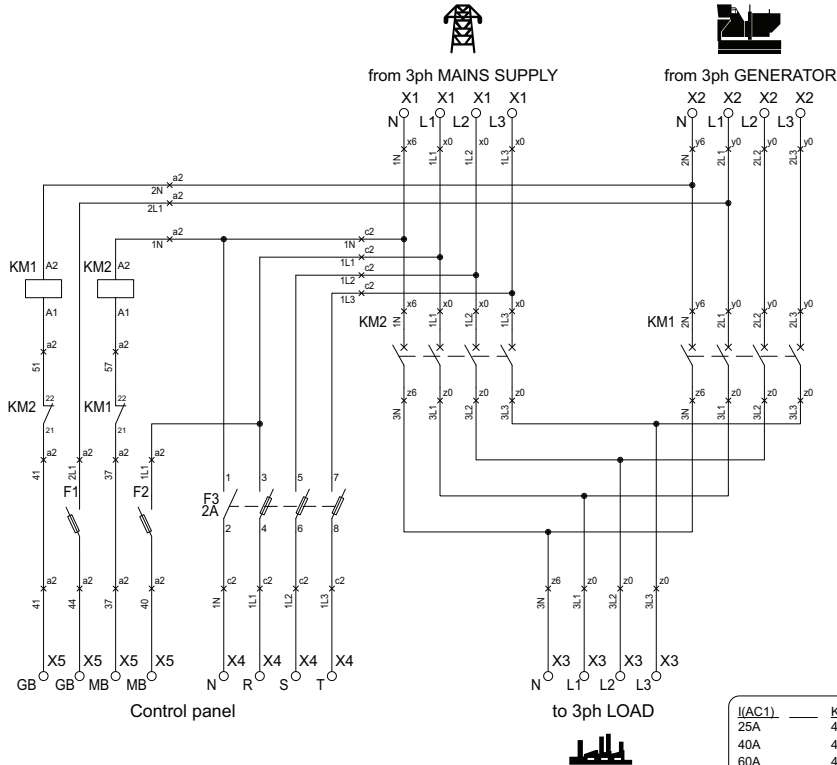 from 3ph MAINS SUPPLY
from 3ph GENERATOR
X1 X1 X1 X1
N L1 L2 L3
X2 X2 X2 X2
N L1 L2 L3
x6 x0 x0 x0
1N 1L1 1L2 1L3
y6 y0 y0 y0
2N 2L1 2L2 2L3
a2
2N
a2
2L1
a2
1N
c2
1N
c2
1L1
c2
1L2
c2
1L3
KM1 A2
A1
KM2 A2
A1
KM2
x6 x0 x0 x0
1N 1L1 1L2 1L3
KM1
y6 y0 y0 y0
2N 2L1 2L2 2L3
a2 a2
51 57
KM2 22
21
KM1 22
21
z6 z0 z0 z0
3N 3L1 3L2 3L3
z6 z0 z0 z0
3N 3L1 3L2 3L3
a2 a2 a2 a2
41 2L1 37 1L1
F1 F2
F3
2A
1 3 5 7
2 4 6 8
a2 a2 a2 a2
41 44 37 40
c2 c2 c2 c2
1N 1L1 1L2 1L3
z6 z0 z0 z0
3N 3L1 3L2 3L3
X5 X5 X5 X5
GB GB MB MB
X4 X4 X4 X4
N R S T
X3 X3 X3 X3
N L1 L2 L3
Control panel
to 3ph LOAD
I(AC1)
25A
40A
60A